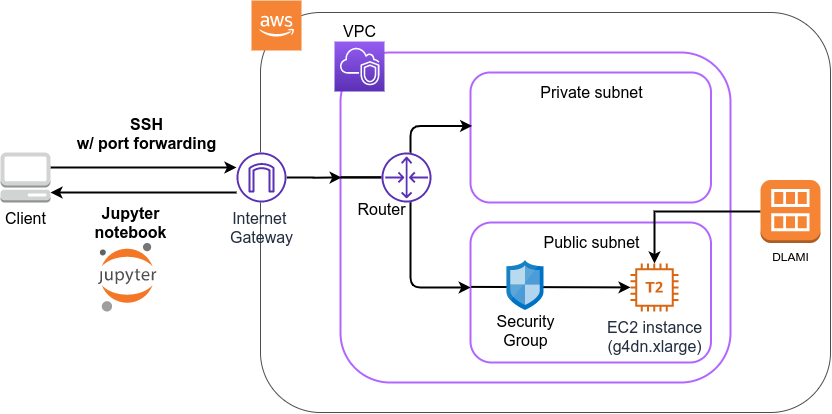 aws
VPC
Private subnet
SSH
w/ port forwarding
Client
Internet
Gateway
Router
Jupyter
notebook
jupyter
Public subnet
DLAMI
T2
Security
Group
EC2 instance
(g4dn.xlarge)